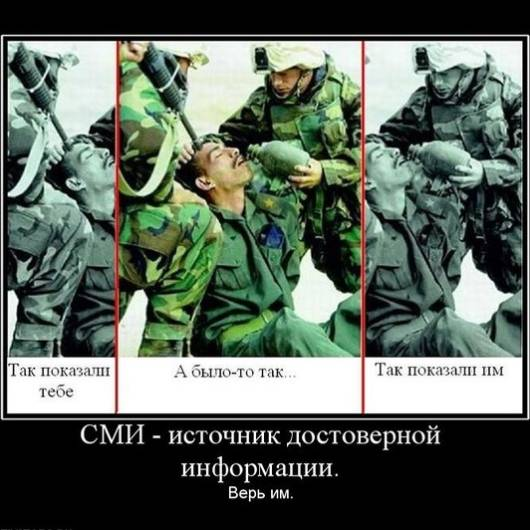 Так показали
тебе
А было-то так...
Так показали им
СМИ - источник достоверной
информации.
Верь им.